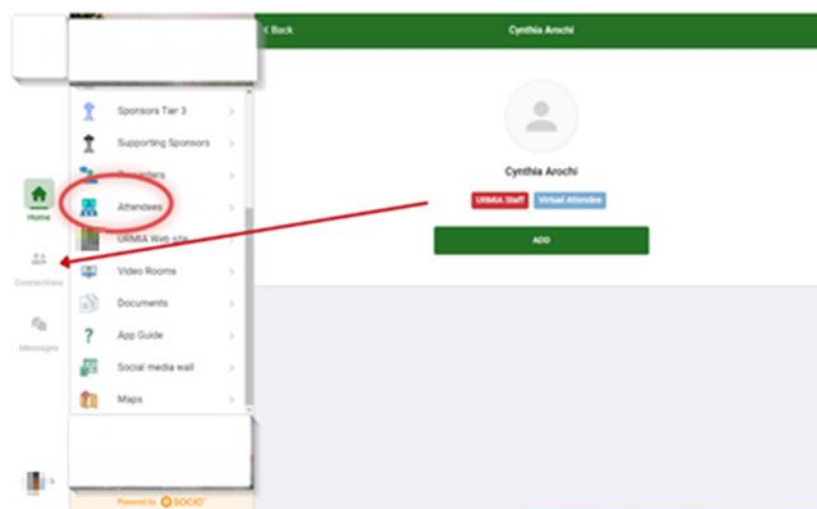 < Back
Cynthia Arochi
Sponsors Tier 3
Supporting Sponsors
Presenters
Attendees
URMIA Web site
Video Rooms
Documents
App Guide
Social media wall
Maps
Home
Connections
Messages
Cynthia Arochi
URMIA Staff
Virtual Attendee
ADD
Powered by SOCIO